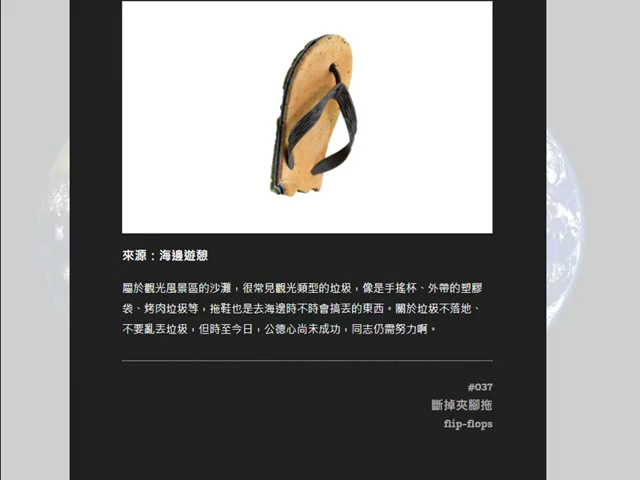 來源：海邊遊憩
屬於觀光風景區的沙灘，很常見觀光類型的垃圾，像是手搖杯、外帶的塑膠
袋、烤肉垃圾等，拖鞋也是去海邊時不時會搞丟的東西。關於垃圾不落地、
不要亂丟垃圾，但時至今日，公德心尚未成功，同志仍需努力啊。
#037
斷掉夾腳拖
flip-flops